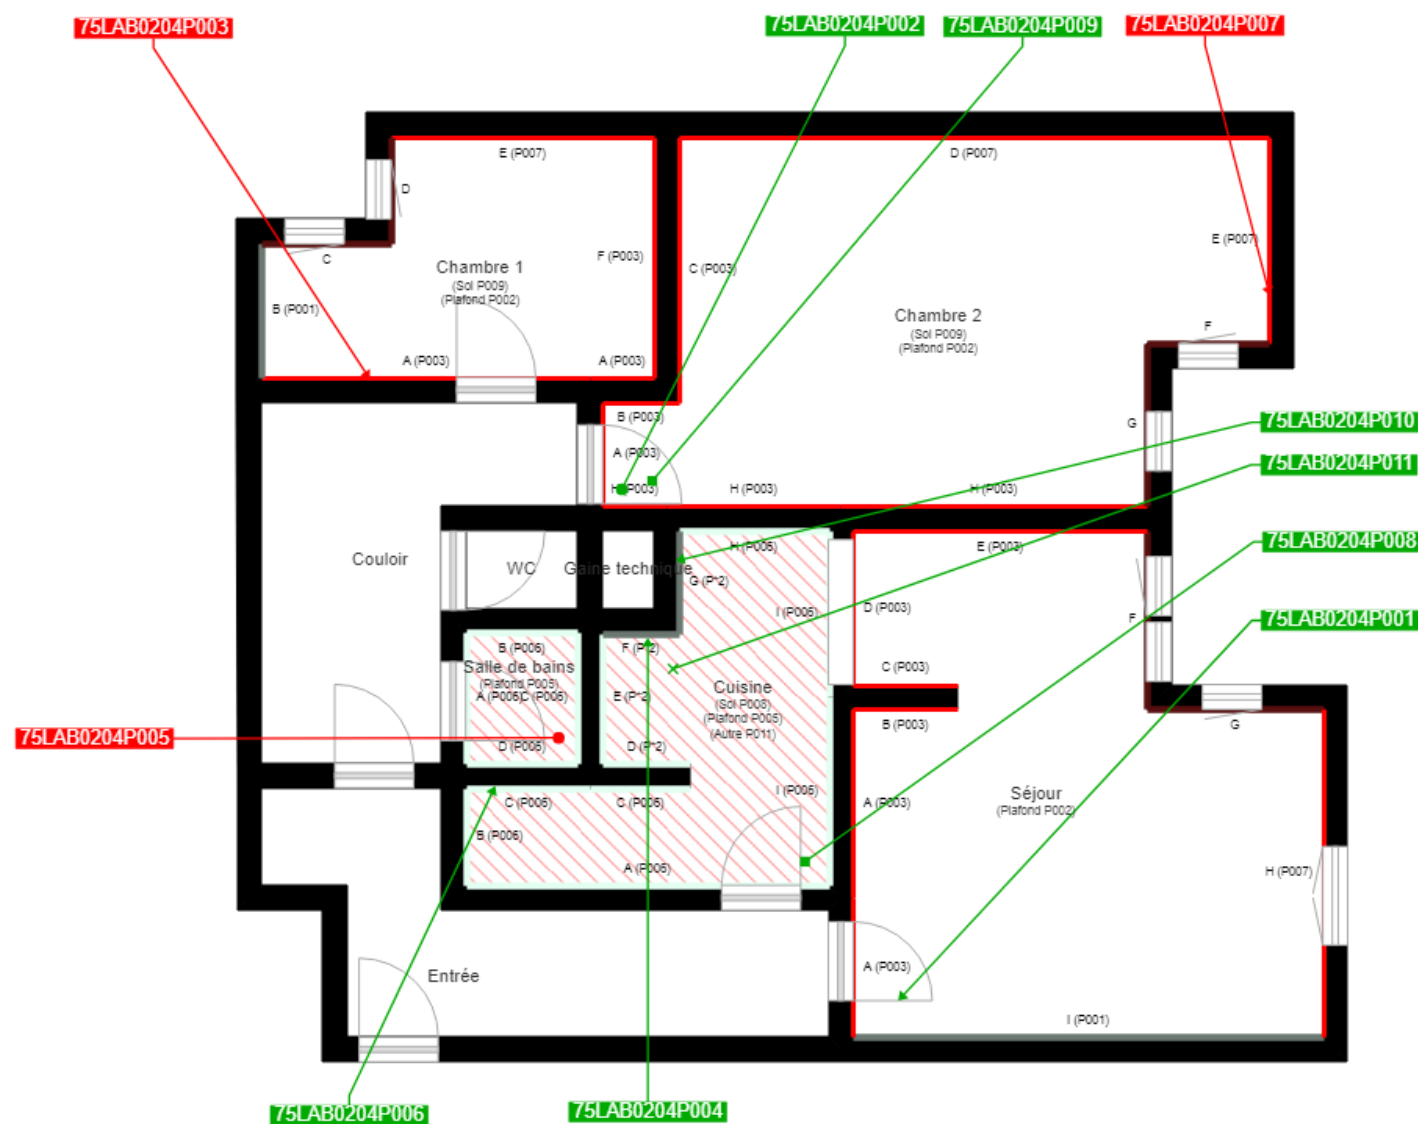 75LAB0204P003
75LAB0204P002
75LAB0204P009
75LAB0204P007
E (P007)
D (P007)
D
C
F (P003)
C (P003)
E (P007)
Chambre 1
(Sol P009)
(Plafond P002)
B (P001)
A (P003)
A (P003)
Chambre 2
(Sol P009)
(Plafond P002)
F
B (P003)
A (P003)
G
75LAB0204P010
75LAB0204P011
H (P003)
H (P003)
H (P003)
Couloir
WC
Gaine technique
H (P006)
G (P*2)
E (P003)
75LAB0204P008
I (P006)
D (P003)
F
75LAB0204P001
B (P006)
Salle de bains
(Plafond P005)
A (P006)
C (P006)
D (P006)
F (P*2)
E (P*2)
D (P*2)
Cuisine
(Sol P008)
(Plafond P005)
(Autre P011)
C (P003)
B (P003)
G
75LAB0204P005
C (P006)
C (P006)
I (P006)
B (P006)
A (P006)
A (P003)
Séjour
(Plafond P002)
H (P007)
Entrée
A (P003)
I (P001)
75LAB0204P006
75LAB0204P004